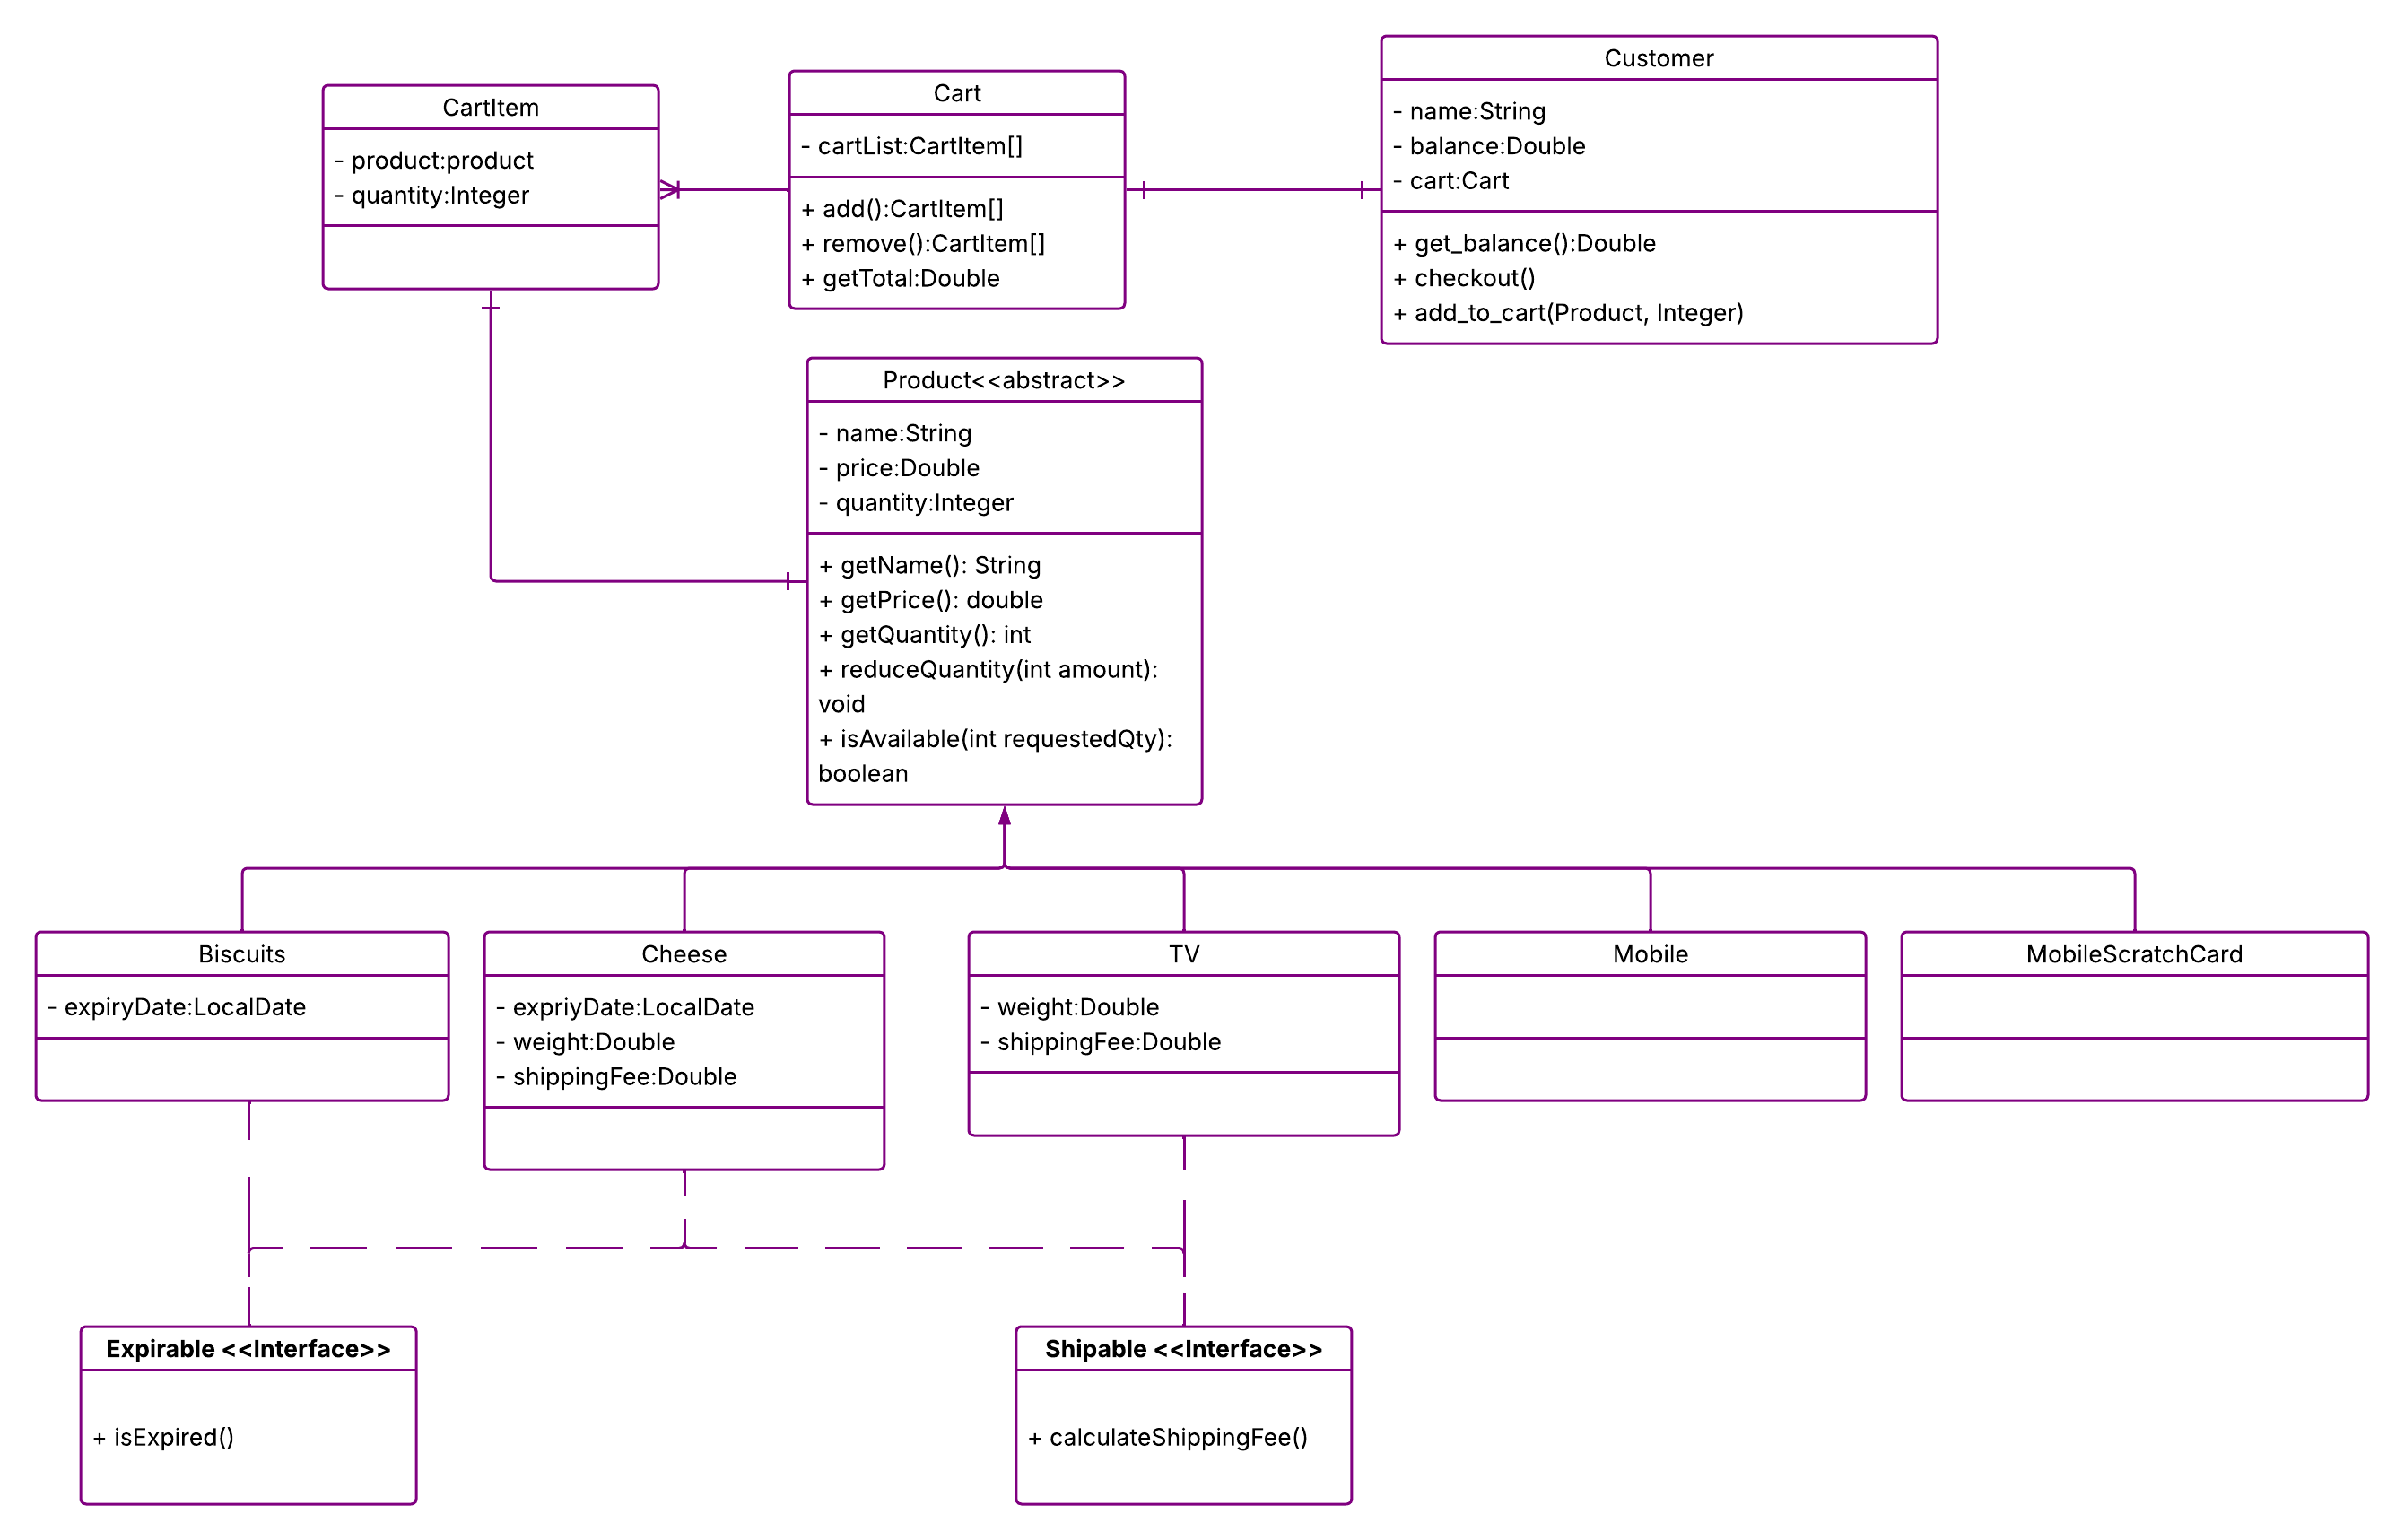 CartItem
- product:product
- quantity:Integer
Cart
- cartList:CartItem[]
+ add():CartItem[]
+ remove():CartItem[]
+ getTotal:Double
Customer
- name:String
- balance:Double
- cart:Cart
+ get_balance():Double
+ checkout()
+ add_to_cart(Product, Integer)
Product<<abstract>>
- name:String
- price:Double
- quantity:Integer
+ getName(): String
+ getPrice(): double
+ getQuantity(): int
+ reduceQuantity(int amount):
void
+ isAvailable(int requestedQty):
boolean
Biscuits
- expiryDate:LocalDate
Cheese
- expriyDate:LocalDate
- weight:Double
- shippingFee:Double
TV
- weight:Double
- shippingFee:Double
Mobile
MobileScratchCard
Expirable <<Interface>>
+ isExpired()
Shipable <<Interface>>
+ calculateShippingFee()